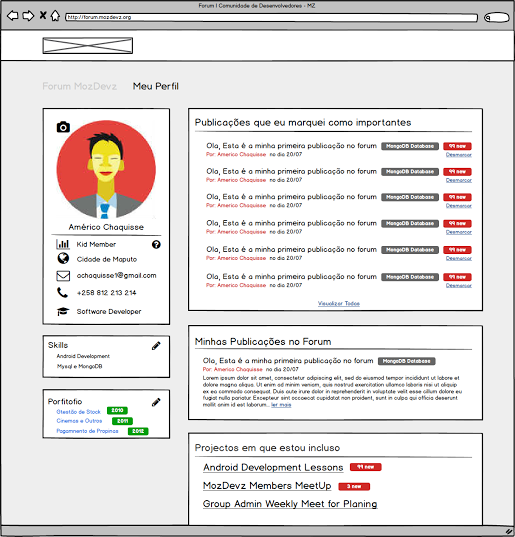 Forum | Comunidade de Desenvolvedores - MZ
http://forum.mozdevz.org
Forum MozDevz
Meu Perfil
Américo Chaquisse
Kid Member
Cidade de Maputo
achaquisse1@gmail.com
+258 812 213 214
Software Developer
Skills
Android Development
Mysql e MongoDB
Portifotio
Gestão de Stock 2010
Cinemas e Outros 2011
Pagamneto de Propinas 2012
Publicações que eu marquei como importantes
Ola, Esta é a minha primeira publicação no forum MongoDB Database 99 new
Por: Americo Chaquisse no dia 20/07 Desmarcar
Ola, Esta é a minha primeira publicação no forum MongoDB Database 99 new
Por: Americo Chaquisse no dia 20/07 Desmarcar
Ola, Esta é a minha primeira publicação no forum MongoDB Database 99 new
Por: Americo Chaquisse no dia 20/07 Desmarcar
Ola, Esta é a minha primeira publicação no forum MongoDB Database 99 new
Por: Americo Chaquisse no dia 20/07 Desmarcar
Ola, Esta é a minha primeira publicação no forum MongoDB Database 99 new
Por: Americo Chaquisse no dia 20/07 Desmarcar
Ola, Esta é a minha primeira publicação no forum MongoDB Database 99 new
Por: Americo Chaquisse no dia 20/07 Desmarcar
Visualizar Todos
Minhas Publicações no Forum
Ola, Esta é a minha primeira publicação no forum MongoDB Database
Lorem ipsum dolor sit amet, consectetur adipiscing elit, sed do eiusmod tempor incididunt ut labore et
dolore magna aliqua. Ut enim ad minim veniam, quis nostrud exercitation ullamco laboris nisi ut aliquip
ex ea commodo consequat. Duis aute irure dolor in reprehenderit in voluptate velit esse cillum dolore eu
fugiat nulla pariatur. Excepteur sint occaecat cupidatat non proident, sunt in culpa qui officia deserunt
mollit anim id est laborum.. ler mais
Projectos em que estou incluso
Android Development Lessons 99 new
MozDevz Members MeetUp 3 new
Group Admin Weekly Meet for Planing